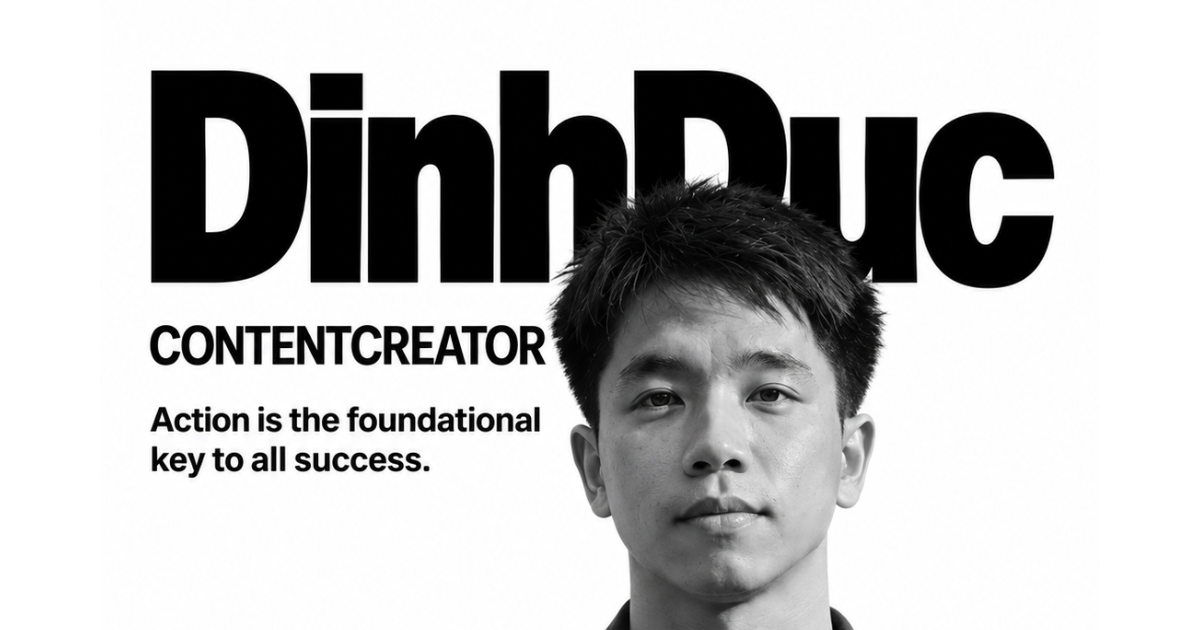 DinhDuc
CONTENTCREATOR
Action is the foundational
key to all success.